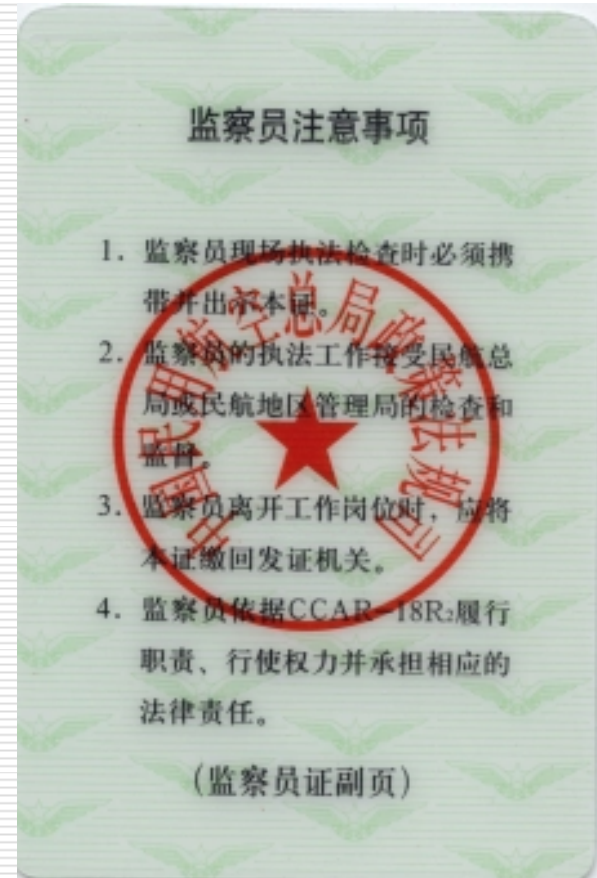 监察员注意事项
1. 监察员现场执法检查时必须携
带并出示本证。
2. 监察员的执法工作接受民航总
局或民航地区管理局的检查和
监督。
3. 监察员离开工作岗位时，应将
本证缴回发证机关。
4. 监察员依据CCAR-18R₂履行
职责、行使权力并承担相应的
法律责任。
(监察员证副页)
中国民用航空总局政策法规司